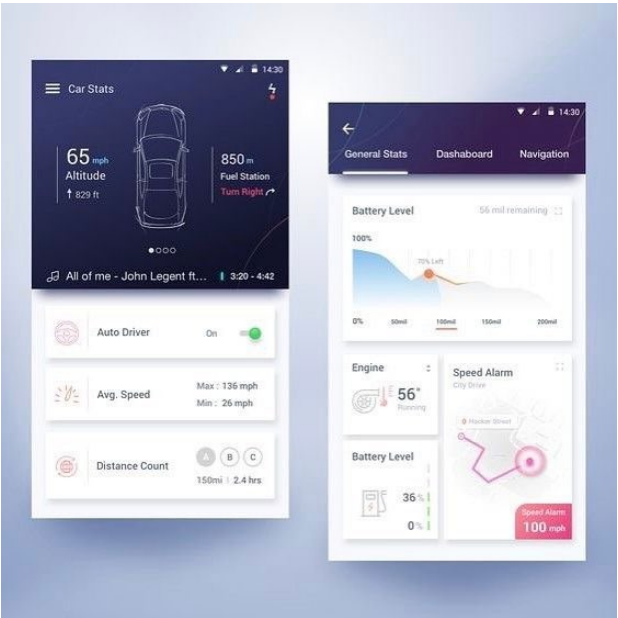 14:30
Car Stats
65 mph
Altitude
829 ft
850 m
Fuel Station
Turn Right
All of me - John Legent ft...
3:20 - 4:42
Auto Driver
On
Avg. Speed
Max : 136 mph
Min : 26 mph
Distance Count
A B C
150mi | 2.4 hrs
14:30
General Stats
Dashaboard
Navigation
Battery Level
56 mil remaining
100%
70% Left
0%
50mil
100mil
150mil
200mil
Engine
56°
Running
Battery Level
36%
0%
Speed Alarm
City Drive
Hocker Street
Speed Alarm
100 mph